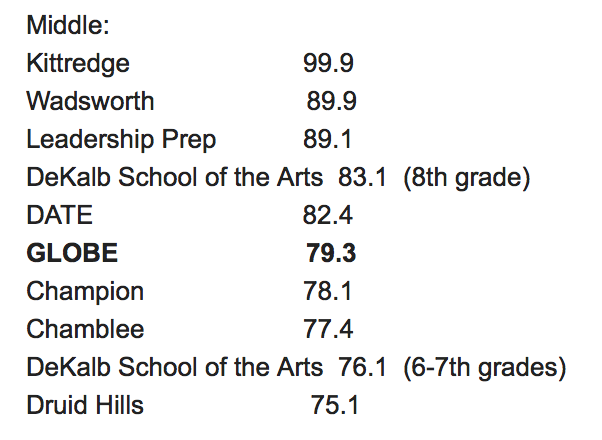 Middle:
Kittredge 99.9
Wadsworth 89.9
Leadership Prep 89.1
DeKalb School of the Arts 83.1 (8th grade)
DATE 82.4
GLOBE 79.3
Champion 78.1
Chamblee 77.4
DeKalb School of the Arts 76.1 (6-7th grades)
Druid Hills 75.1